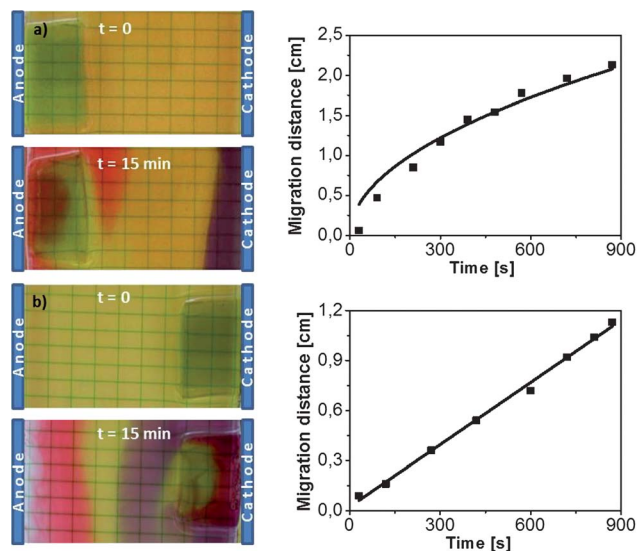 a)
t = 0
Anode
Cathode
t = 15 min
Anode
Cathode
b)
t = 0
Anode
Cathode
t = 15 min
Anode
Cathode
Migration distance [cm]
2,5
2,0
1,5
1,0
0,5
0,0
0 300 600 900
Time [s]
Migration distance [cm]
1,2
0,9
0,6
0,3
0,0
0 300 600 900
Time [s]